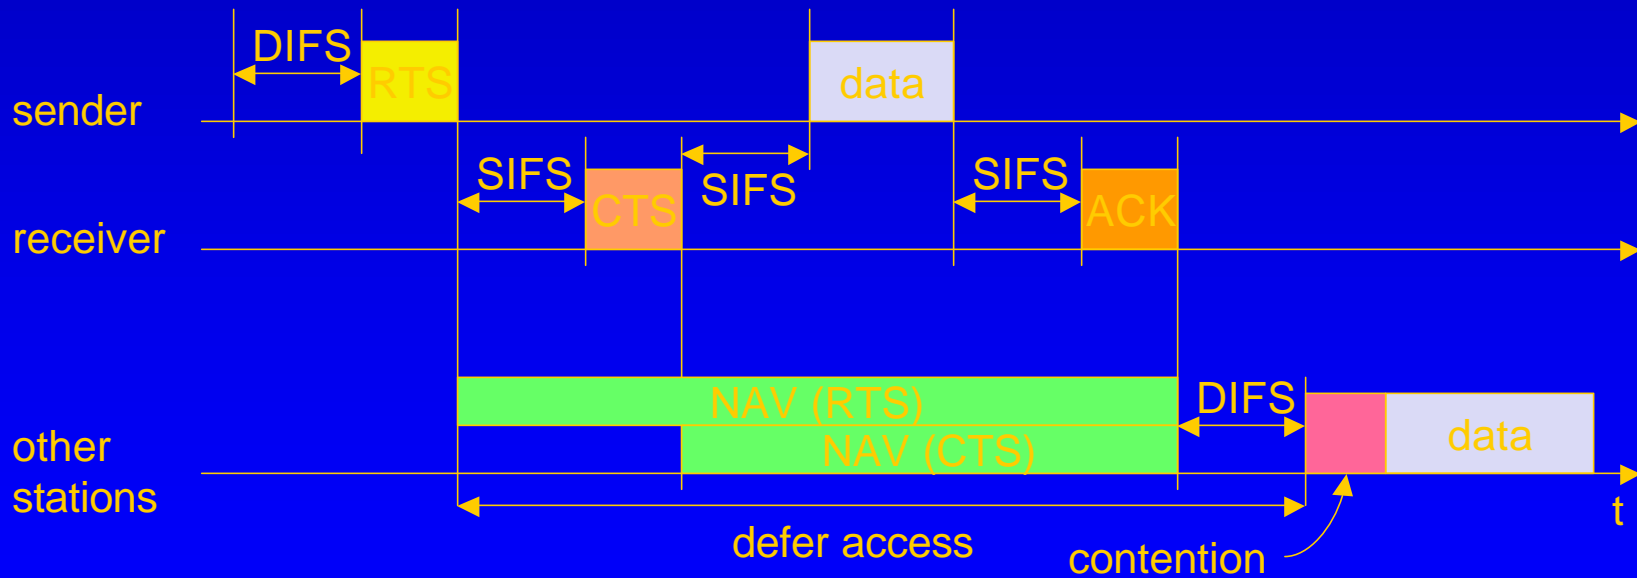 DIFS
RTS
data
sender
SIFS
CTS
SIFS
SIFS
ACK
receiver
NAV (RTS)
DIFS
NAV (CTS)
data
other
stations
t
defer access
contention